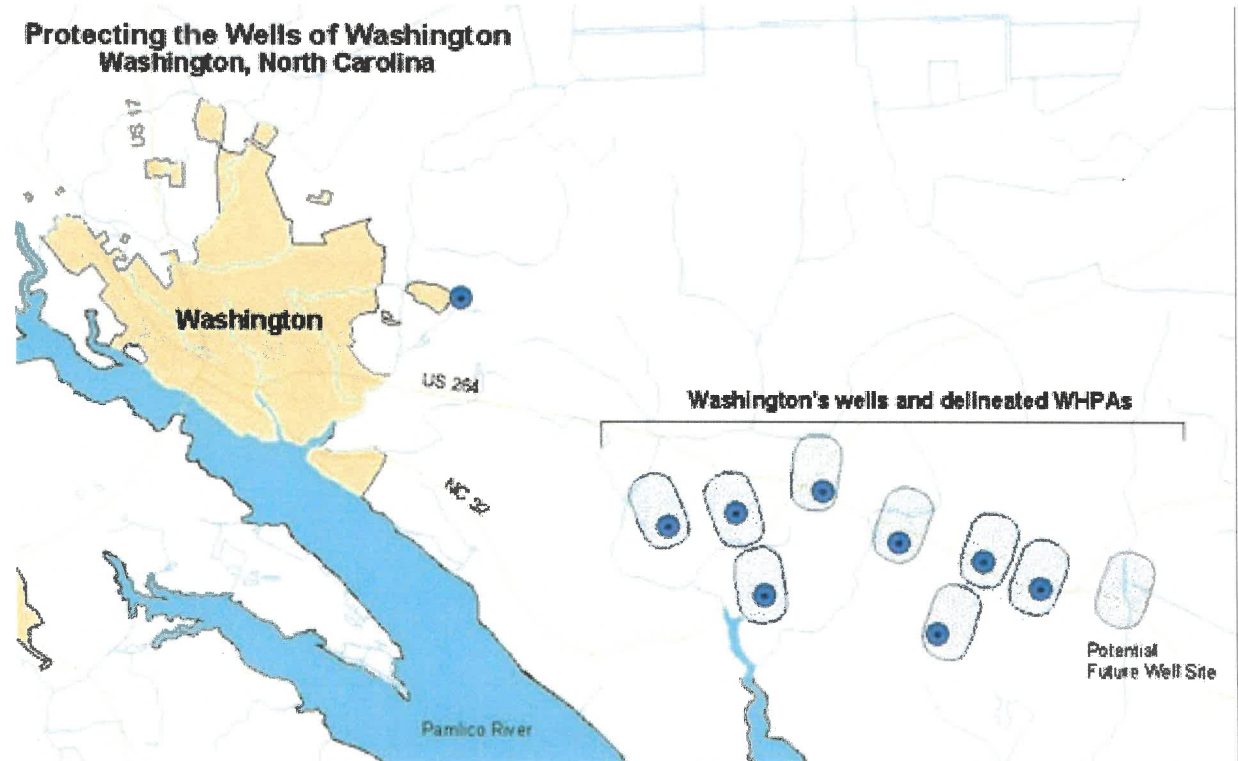 Protecting the Wells of Washington
Washington, North Carolina
US 17
Washington
US 264
Washington's wells and delineated WHPAs
NC 32
Potential
Future Well Site
Pamlico River